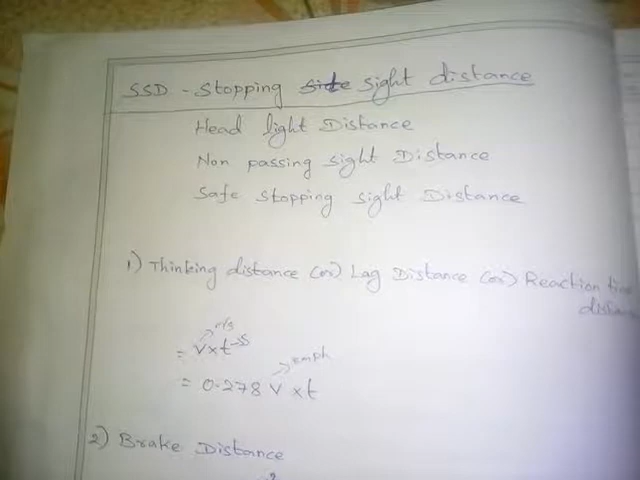 SSD - Stopping side sight distance
Head light Distance
Non passing sight Distance
Safe stopping sight Distance
1) Thinking distance (or) Lag Distance (or) Reaction time
distance
= v×t
= 0.278 V ×t
2) Brake Distance
2